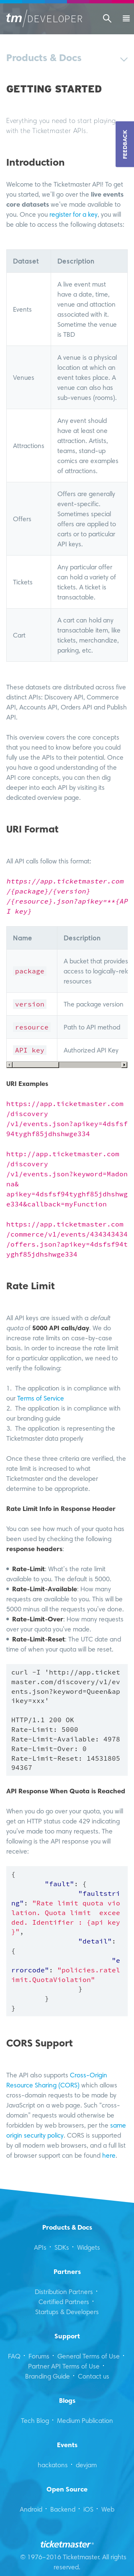 tm DEVELOPER
Products & Docs
GETTING STARTED
FEEDBACK
Everything you need to start playing
with the Ticketmaster APIs.
Introduction
Welcome to the Ticketmaster API! To get
you started, we'll go over the live events
core datasets we've made available to
you. Once you register for a key, you will
be able to access the following datasets:
Dataset Description
Events
A live event must
have a date, time,
venue and attraction
associated with it.
Sometime the venue
is TBD
Venues
A venue is a physical
location at which an
event takes place. A
venue can also has
sub-venues (rooms).
Attractions
Any event should
have at least one
attraction. Artists,
teams, stand-up
comics are examples
of attractions.
Offers
Offers are generally
event-specific.
Sometimes special
offers are applied to
carts or to particular
API keys.
Tickets
Any particular offer
can hold a variety of
tickets. A ticket is
transactable.
Cart
A cart can hold any
transactable item, like
tickets, merchandize,
parking, etc.
These datasets are distributed across five
distinct APIs: Discovery API, Commerce
API, Accounts API, Orders API and Publish
API.
This overview covers the core concepts
that you need to know before you could
fully use the APIs to their potential. Once
you have a good understanding of the
API core concepts, you can then dig
deeper into each API by visiting it's
dedicated overview page.
URI Format
All API calls follow this format:
https://app.ticketmaster.com
/{package}/{version}
/{resource}.json?apikey=**{AP
I key}
Name Description
package
A bucket that provides
access to logically-rel
resources
version The package version
resource Path to API method
API key Authorized API Key
URI Examples
https://app.ticketmaster.com
/discovery
/v1/events.json?apikey=4dsfsf
94tyghf85jdhshwge334
http://app.ticketmaster.com
/discovery
/v1/events.json?keyword=Madon
na&
apikey=4dsfsf94tyghf85jdhshwg
e334&callback=myFunction
https://app.ticketmaster.com
/commerce/v1/events/434343434
/offers.json?apikey=4dsfsf94t
yghf85jdhshwge334
Rate Limit
All API keys are issued with a default
quota of 5000 API calls/day. We do
increase rate limits on case-by-case
basis. In order to increase the rate limit
for a particular application, we need to
verify the following:
1. The application is in compliance with
our Terms of Service
2. The application is in compliance with
our branding guide
3. The application is representing the
Ticketmaster data properly
Once these three criteria are verified, the
rate limit is increased to what
Ticketmaster and the developer
determine to be appropriate.
Rate Limit Info in Response Header
You can see how much of your quota has
been used by checking the following
response headers:
Rate-Limit: What's the rate limit
available to you. The default is 5000.
Rate-Limit-Available: How many
requests are available to you. This will be
5000 minus all the requests you've done.
Rate-Limit-Over: How many requests
over your quota you've made.
Rate-Limit-Reset: The UTC date and
time of when your quota will be reset.
curl -I 'http://app.ticket
master.com/discovery/v1/ev
ents.json?keyword=Queen&ap
ikey=xxx'
HTTP/1.1 200 OK
Rate-Limit: 5000
Rate-Limit-Available: 4978
Rate-Limit-Over: 0
Rate-Limit-Reset: 14531805
94367
API Response When Quota is Reached
When you do go over your quota, you will
get an HTTP status code 429 indicating
you've made too many requests. The
following is the API response you will
receive:
{
"fault": {
"faultstri
ng": "Rate limit quota vio
lation. Quota limit exceed
ed. Identifier : {api key
}",
"detail":
{
"e
rrorcode": "policies.ratel
imit.QuotaViolation"
}
}
}
CORS Support
The API also supports Cross-Origin
Resource Sharing (CORS) which allows
cross-domain requests to be made by
JavaScript on a web page. Such "cross-
domain" requests would otherwise be
forbidden by web browsers, per the same
origin security policy. CORS is supported
by all modern web browsers, and a full list
of browser support can be found here.
Products & Docs
APIs · SDKs · Widgets
Partners
Distribution Partners ·
Certified Partners ·
Startups & Developers
Support
FAQ · Forums · General Terms of Use ·
Partner API Terms of Use ·
Branding Guide · Contact us
Blogs
Tech Blog · Medium Publication
Events
hackatons · devjam
Open Source
Android · Backend · iOS · Web
ticketmaster
© 1976-2016 Ticketmaster. All rights
reserved.